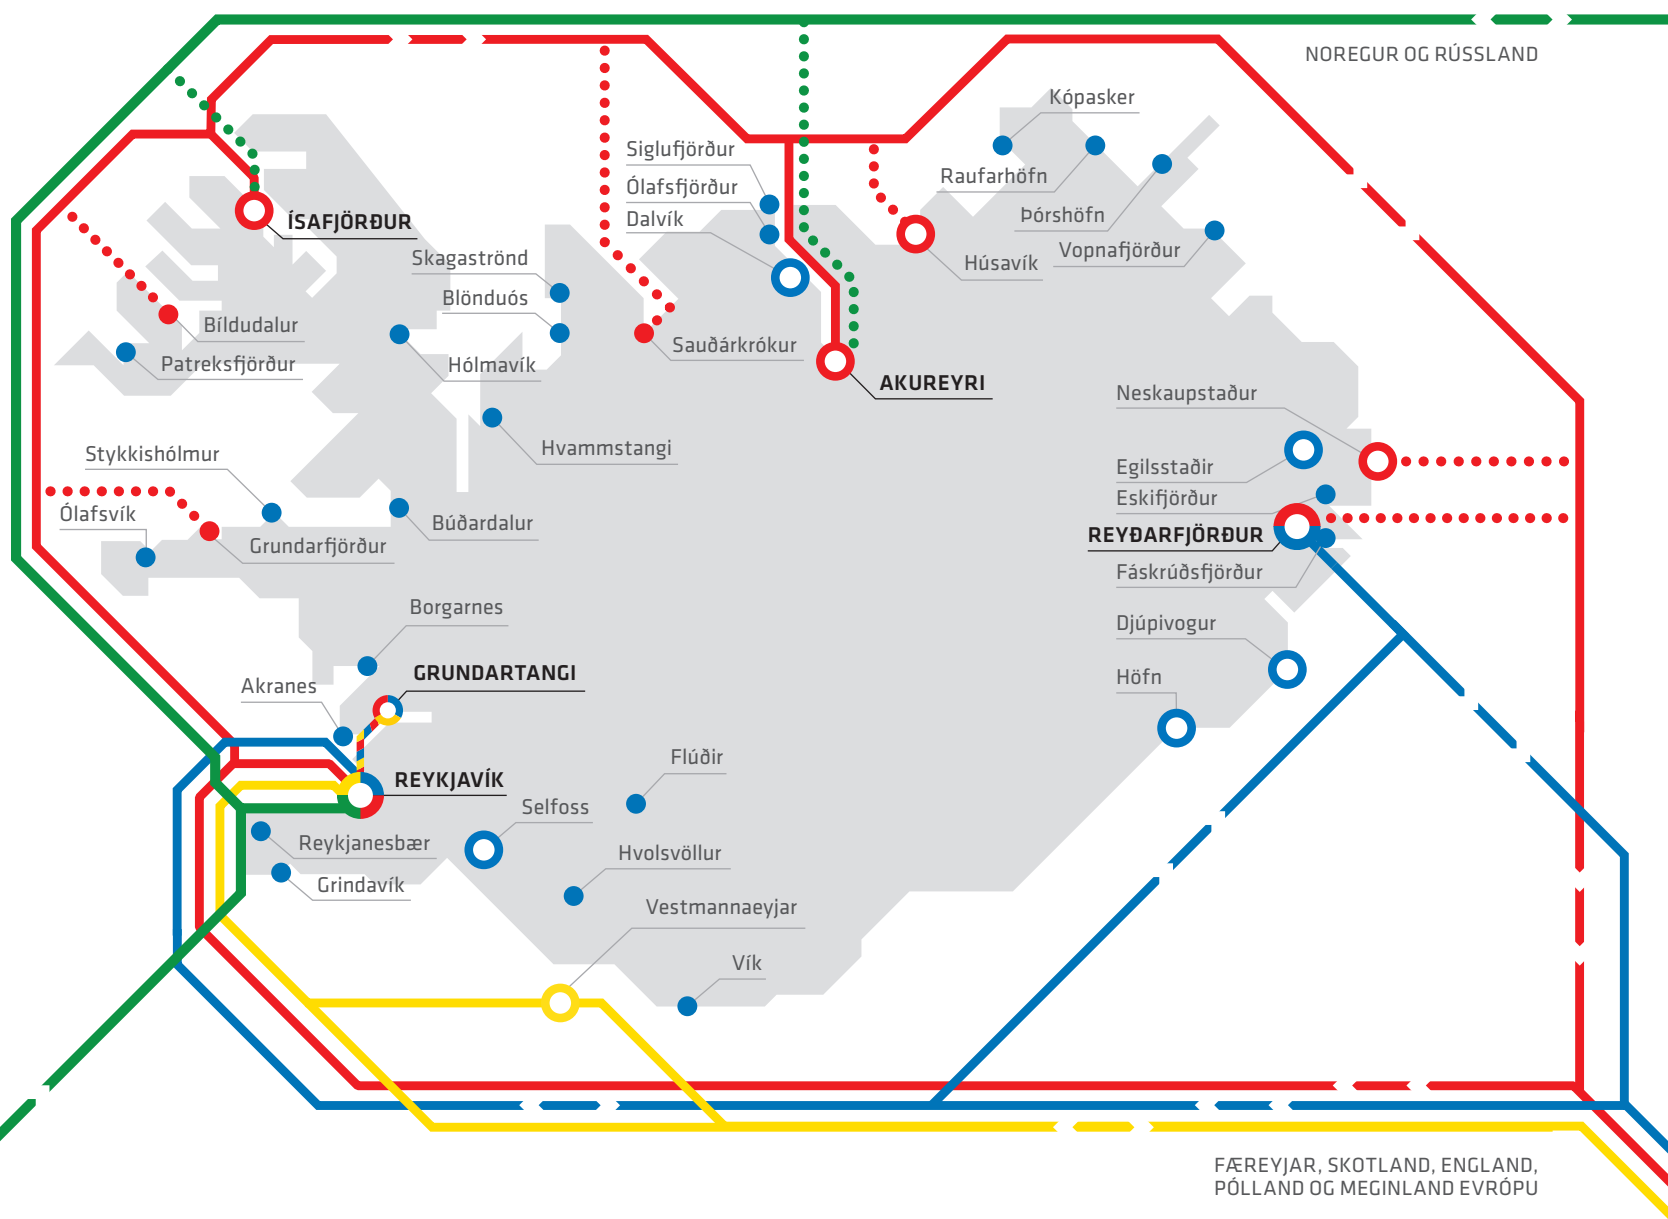 NOREGUR OG RÚSSLAND
Kópasker
Siglufjörður
Raufarhöfn
Ólafsfjörður
Þórshöfn
Dalvík
ÍSAFJÖRÐUR
Vopnafjörður
Skagaströnd
Húsavík
Blönduós
Bíldudalur
Sauðárkrókur
Patreksfjörður
Hólmavík
AKUREYRI
Neskaupstaður
Hvammstangi
Stykkishólmur
Egilsstaðir
Eskifjörður
Ólafsvík
Búðardalur
REYÐARFJÖRÐUR
Grundarfjörður
Fáskrúðsfjörður
Borgarnes
Djúpivogur
GRUNDARTANGI
Höfn
Akranes
Flúðir
REYKJAVÍK
Selfoss
Reykjanesbær
Hvolsvöllur
Grindavík
Vestmannaeyjar
Vík
FÆREYJAR, SKOTLAND, ENGLAND,
PÓLLAND OG MEGINLAND EVRÓPU